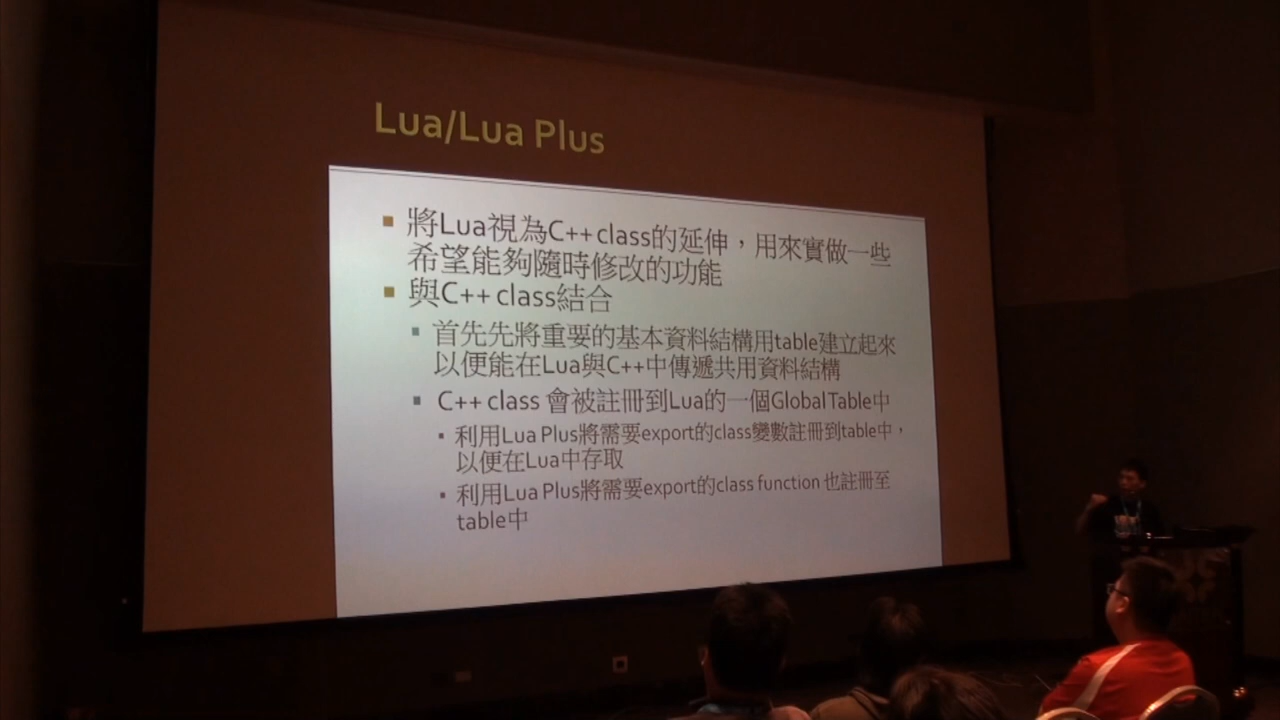 Lua/Lua Plus
將Lua視為C++ class的延伸，用來實做一些
希望能夠隨時修改的功能
與C++ class結合
首先先將重要的基本資料結構用table建立起來
以便能在Lua與C++中傳遞共用資料結構
C++ class 會被註冊到Lua的一個Global Table中
利用Lua Plus將需要export的class變數註冊到table中，
以便在Lua中存取
利用Lua Plus將需要export的class function 也註冊至
table中